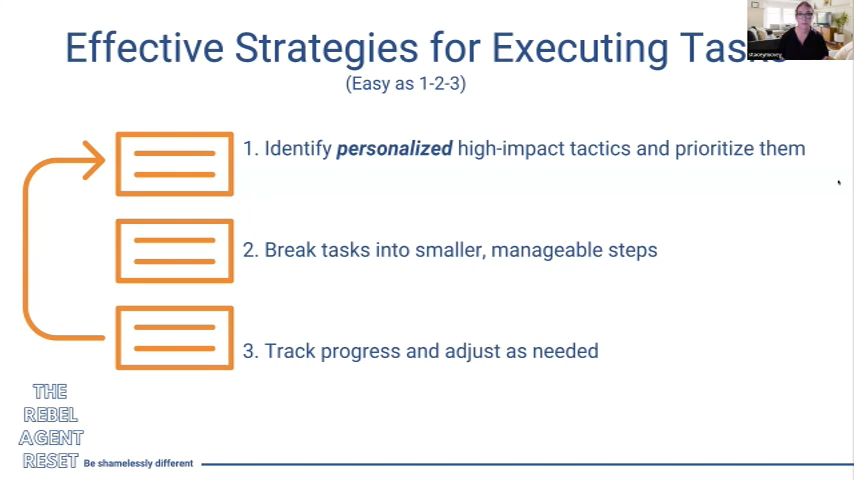 Effective Strategies for Executing Tasks
(Easy as 1-2-3)
1. Identify personalized high-impact tactics and prioritize them
2. Break tasks into smaller, manageable steps
3. Track progress and adjust as needed
THE
REBEL
AGENT
RESET
Be shamelessly different